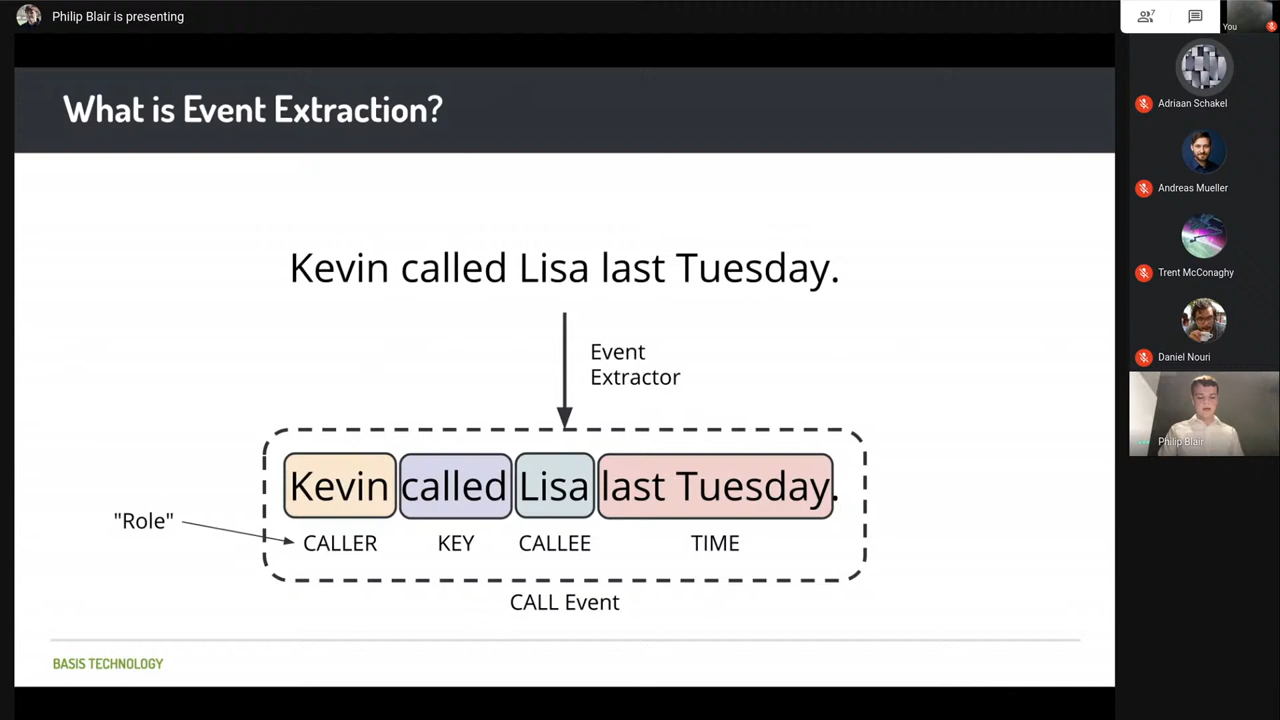 Philip Blair is presenting
7
You
What is Event Extraction?
Kevin called Lisa last Tuesday.
Event
Extractor
Kevin called Lisa last Tuesday.
"Role"
CALLER KEY CALLEE TIME
CALL Event
BASIS TECHNOLOGY
Adriaan Schakel
Andreas Mueller
Trent McConaghy
Daniel Nouri
Philip Blair